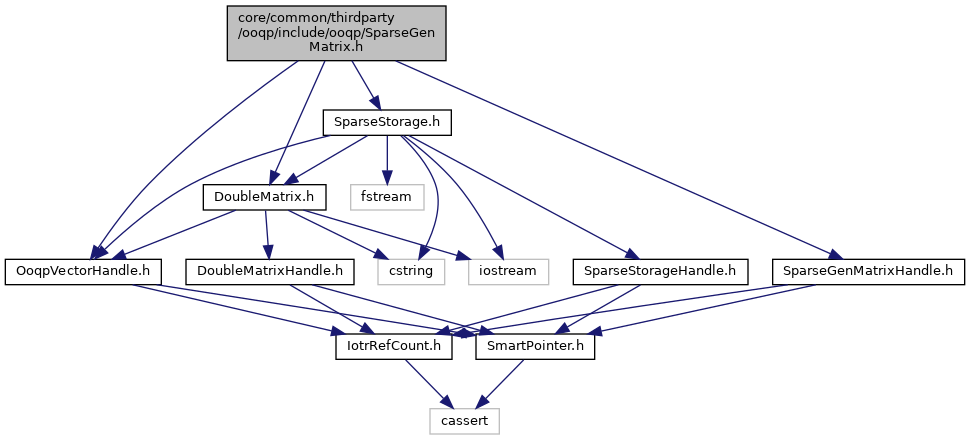 core/common/thirdparty
/ooqp/include/ooqp/SparseGen
Matrix.h
SparseStorage.h
DoubleMatrix.h
fstream
OoqpVectorHandle.h
DoubleMatrixHandle.h
cstring
iostream
SparseStorageHandle.h
SparseGenMatrixHandle.h
IotrRefCount.h
SmartPointer.h
cassert